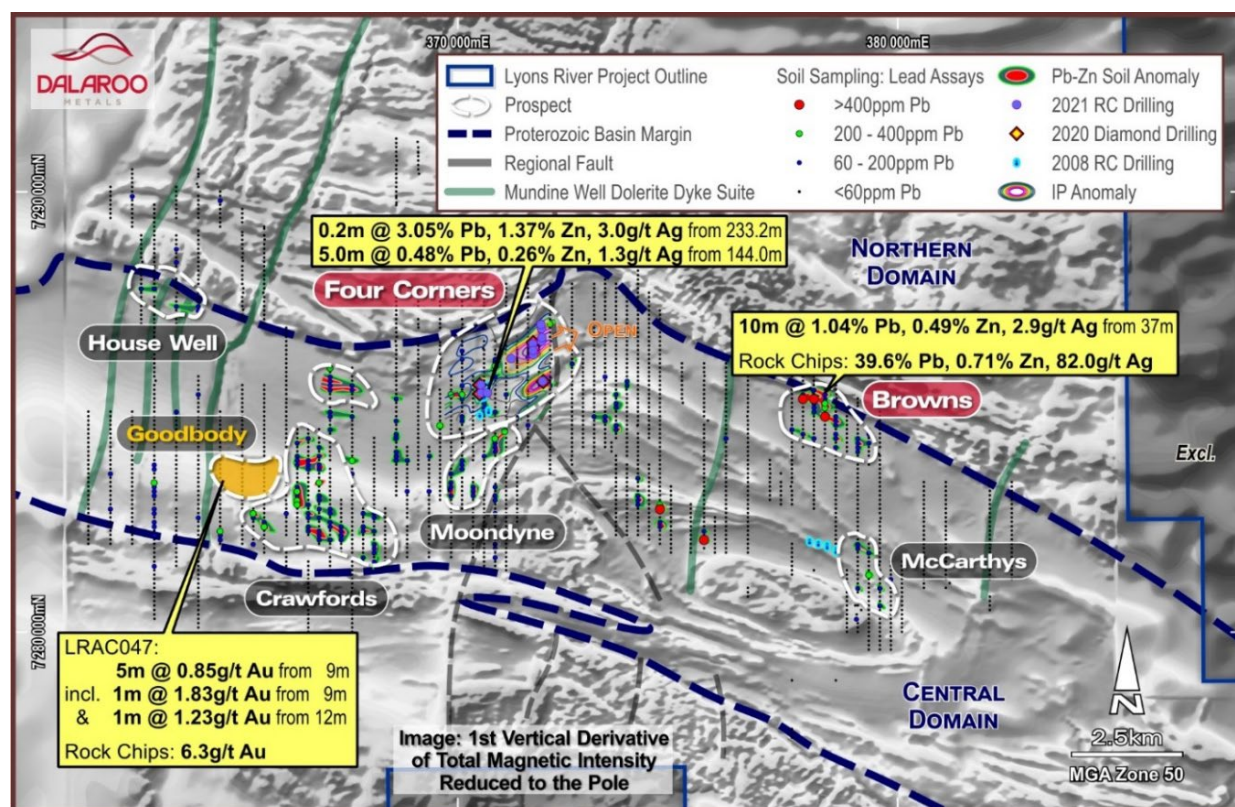 DALAROO
METALS
370 000mE
380 000mE
7290 000mN
7280 000mN
Lyons River Project Outline
Prospect
Proterozoic Basin Margin
Regional Fault
Mundine Well Dolerite Dyke Suite
Soil Sampling: Lead Assays
>400ppm Pb
200 - 400ppm Pb
60 - 200ppm Pb
<60ppm Pb
Pb-Zn Soil Anomaly
2021 RC Drilling
2020 Diamond Drilling
2008 RC Drilling
IP Anomaly
0.2m @ 3.05% Pb, 1.37% Zn, 3.0g/t Ag from 233.2m
5.0m @ 0.48% Pb, 0.26% Zn, 1.3g/t Ag from 144.0m
NORTHERN
DOMAIN
Four Corners
OPEN
House Well
10m @ 1.04% Pb, 0.49% Zn, 2.9g/t Ag from 37m
Rock Chips: 39.6% Pb, 0.71% Zn, 82.0g/t Ag
Browns
Goodbody
Excl.
Moondyne
McCarthys
Crawfords
LRAC047:
5m @ 0.85g/t Au from 9m
incl. 1m @ 1.83g/t Au from 9m
& 1m @ 1.23g/t Au from 12m
Rock Chips: 6.3g/t Au
CENTRAL
DOMAIN
Image: 1st Vertical Derivative
of Total Magnetic Intensity
Reduced to the Pole
N
2.5km
MGA Zone 50